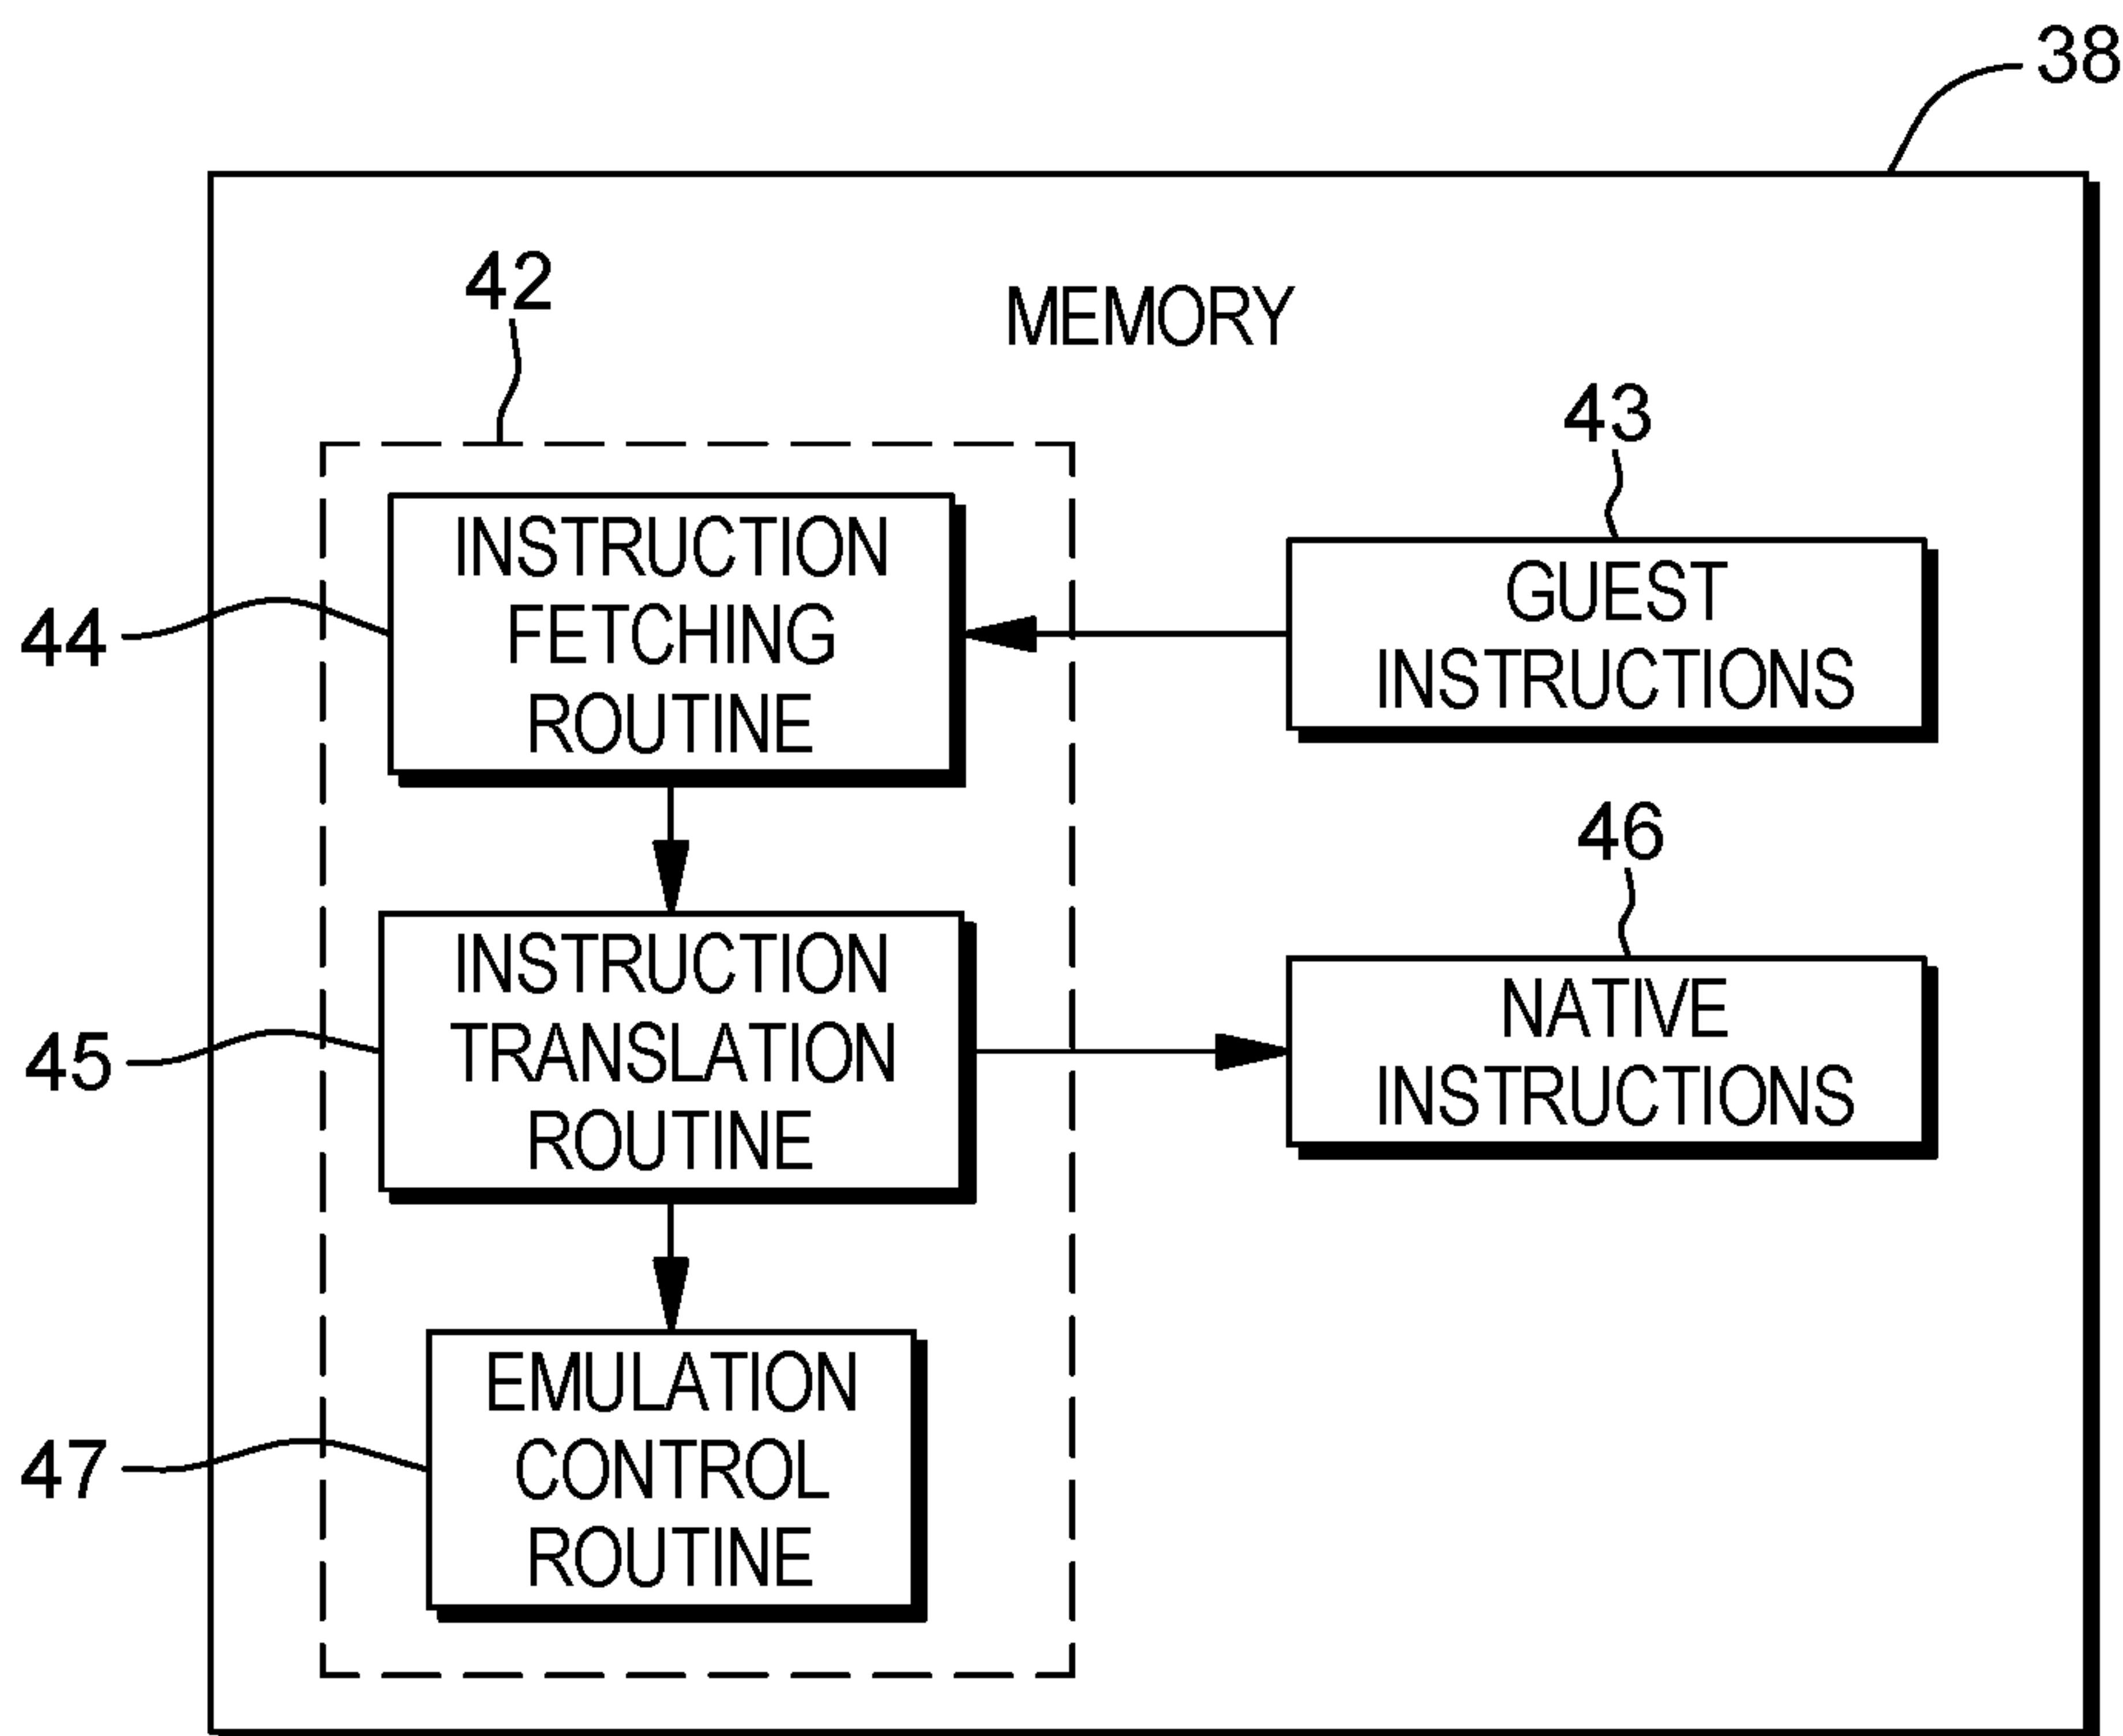 38
42
MEMORY
43
INSTRUCTION
FETCHING
ROUTINE
GUEST
INSTRUCTIONS
44
46
INSTRUCTION
TRANSLATION
ROUTINE
NATIVE
INSTRUCTIONS
45
EMULATION
CONTROL
ROUTINE
47